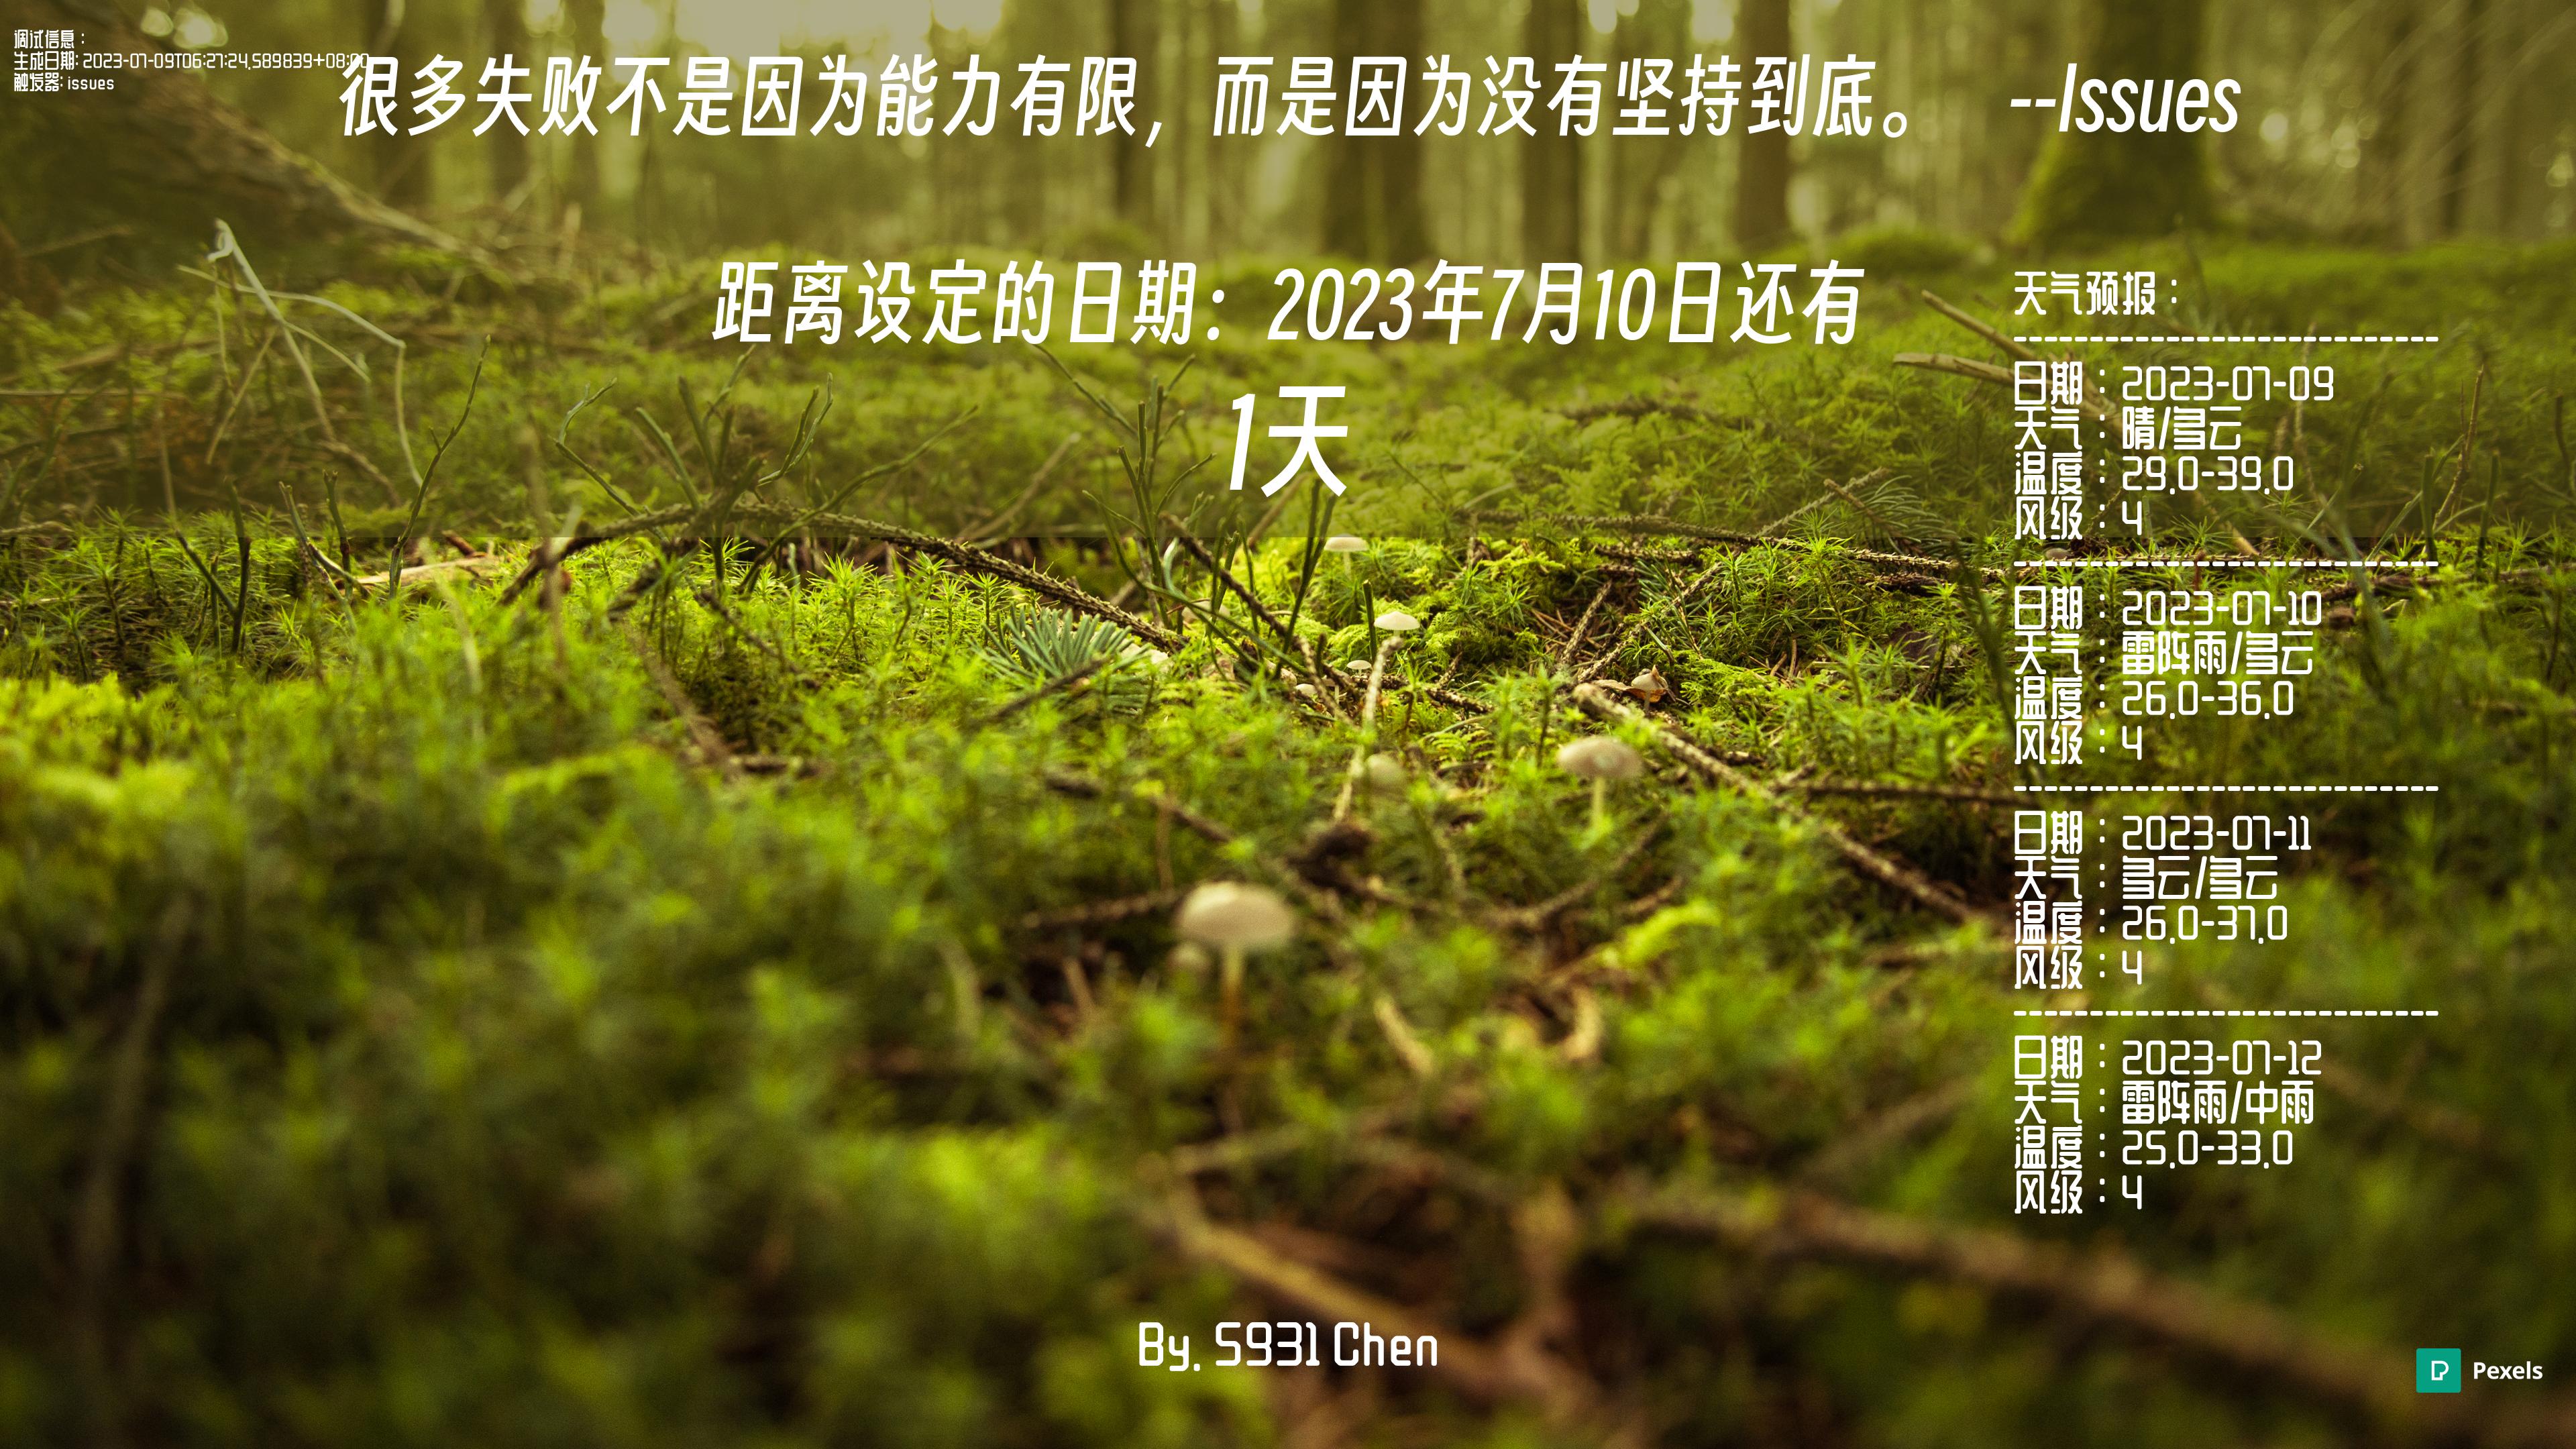 调试信息：
生成日期: 2023-07-09T06:27:24.589839+08:00
触发器: issues
很多失败不是因为能力有限，而是因为没有坚持到底。 --Issues
距离设定的日期：2023年7月10日还有
1天
天气预报：
------------------------------
日期：2023-07-09
天气：晴/多云
温度：29.0-39.0
风级：4
------------------------------
日期：2023-07-10
天气：雷阵雨/多云
温度：26.0-36.0
风级：4
------------------------------
日期：2023-07-11
天气：多云/多云
温度：26.0-37.0
风级：4
------------------------------
日期：2023-07-12
天气：雷阵雨/中雨
温度：25.0-33.0
风级：4
By. S931 Chen
Pexels